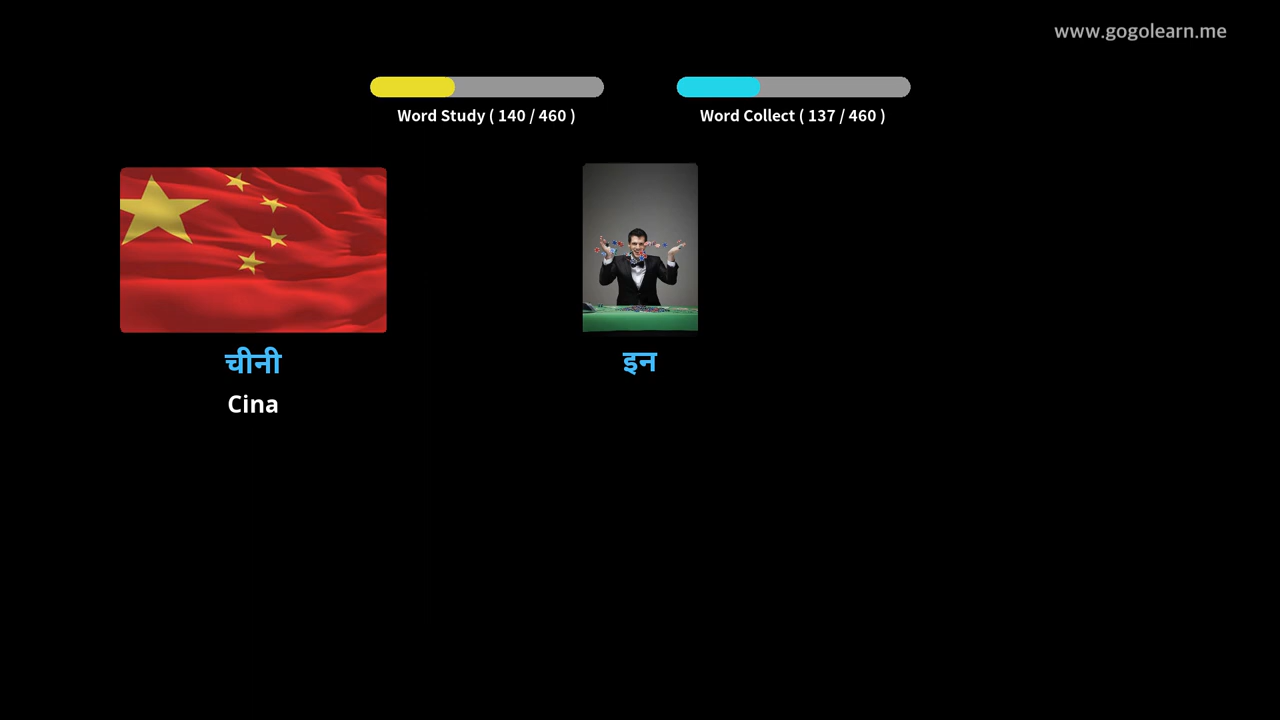 www.gogolearn.me
Word Study ( 140 / 460 )
Word Collect ( 137 / 460 )
चीनी
इन
Cina